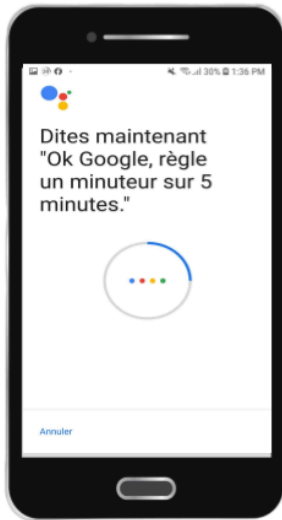 30% 1:36 PM
Dites maintenant
"Ok Google, règle
un minuteur sur 5
minutes."
Annuler